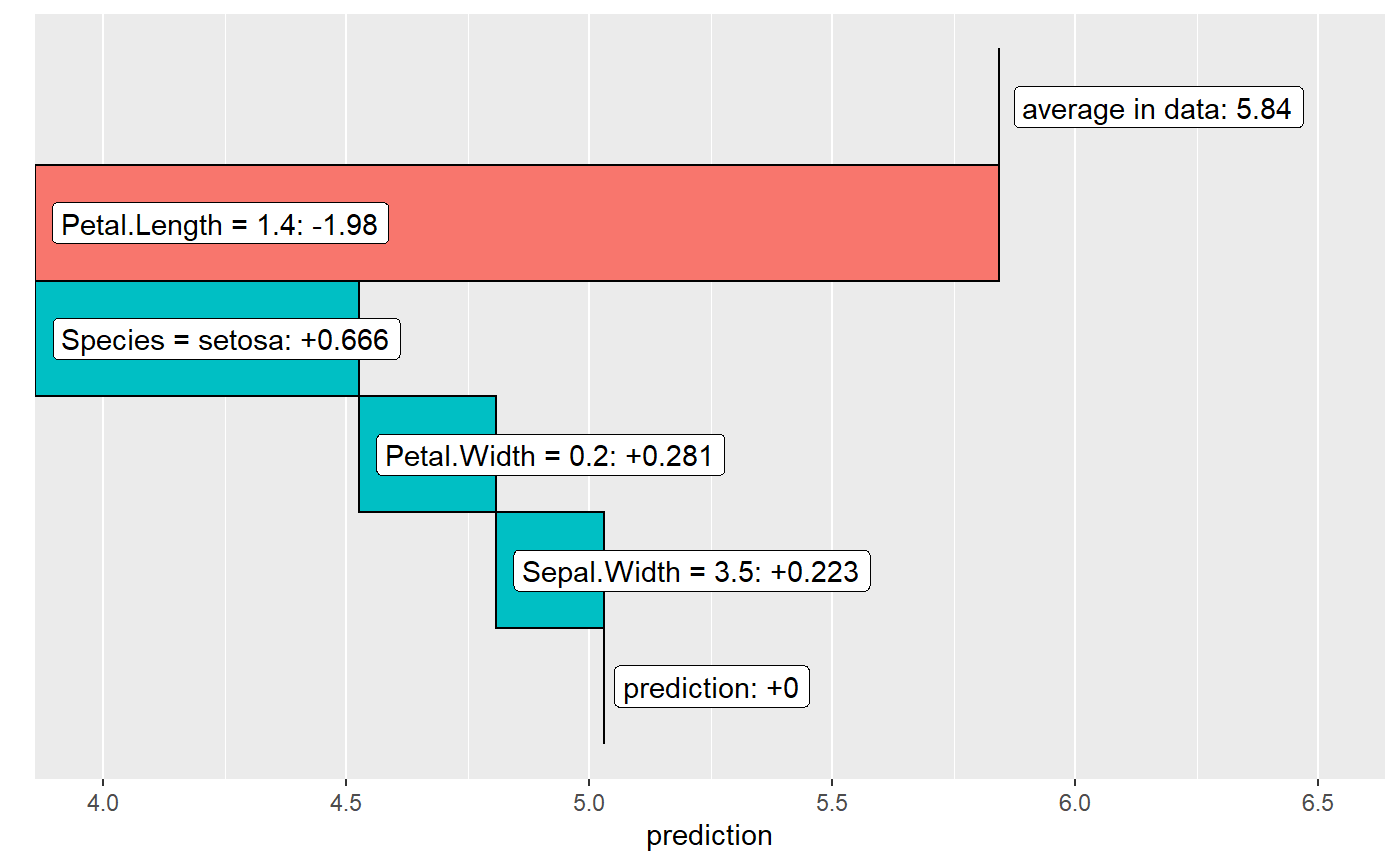 average in data: 5.84
Petal.Length = 1.4: -1.98
Species = setosa: +0.666
Petal.Width = 0.2: +0.281
Sepal.Width = 3.5: +0.223
prediction: +0
4.0 4.5 5.0 5.5 6.0 6.5
prediction